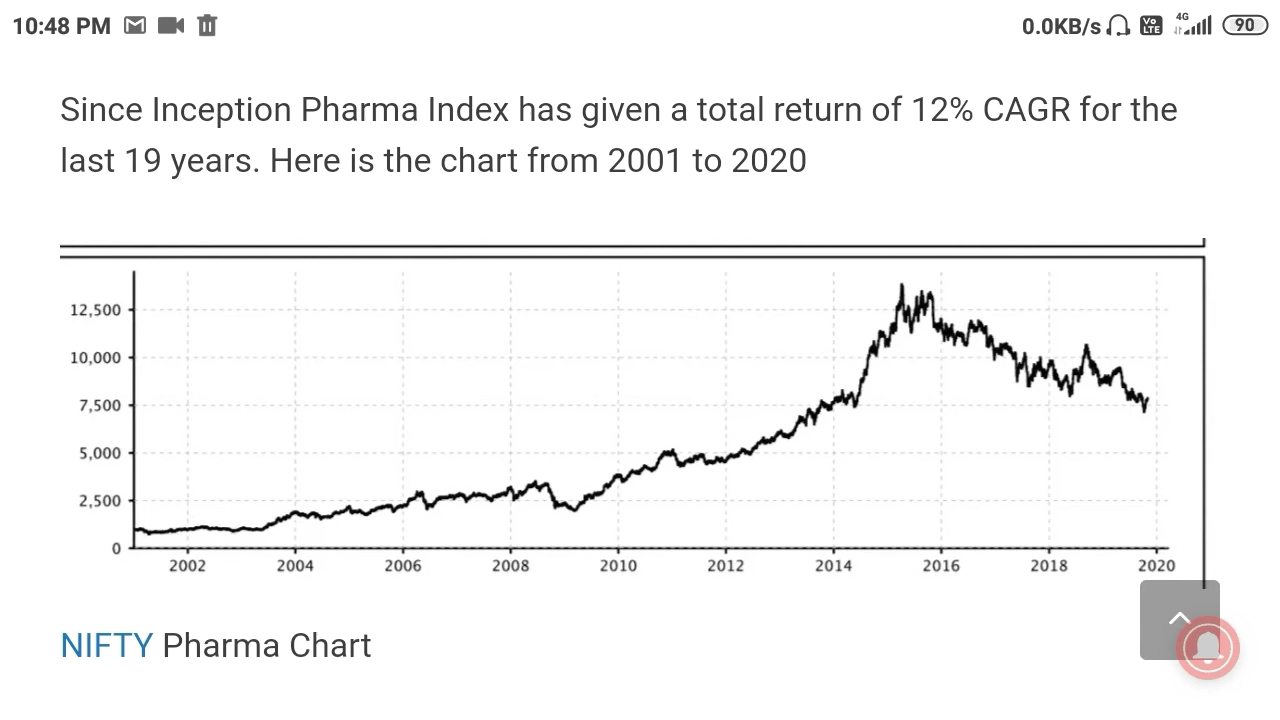 10:48 PM
0.0KB/s Vo LTE 4G 90
Since Inception Pharma Index has given a total return of 12% CAGR for the
last 19 years. Here is the chart from 2001 to 2020
12,500
10,000
7,500
5,000
2,500
0
2002 2004 2006 2008 2010 2012 2014 2016 2018 2020
NIFTY Pharma Chart